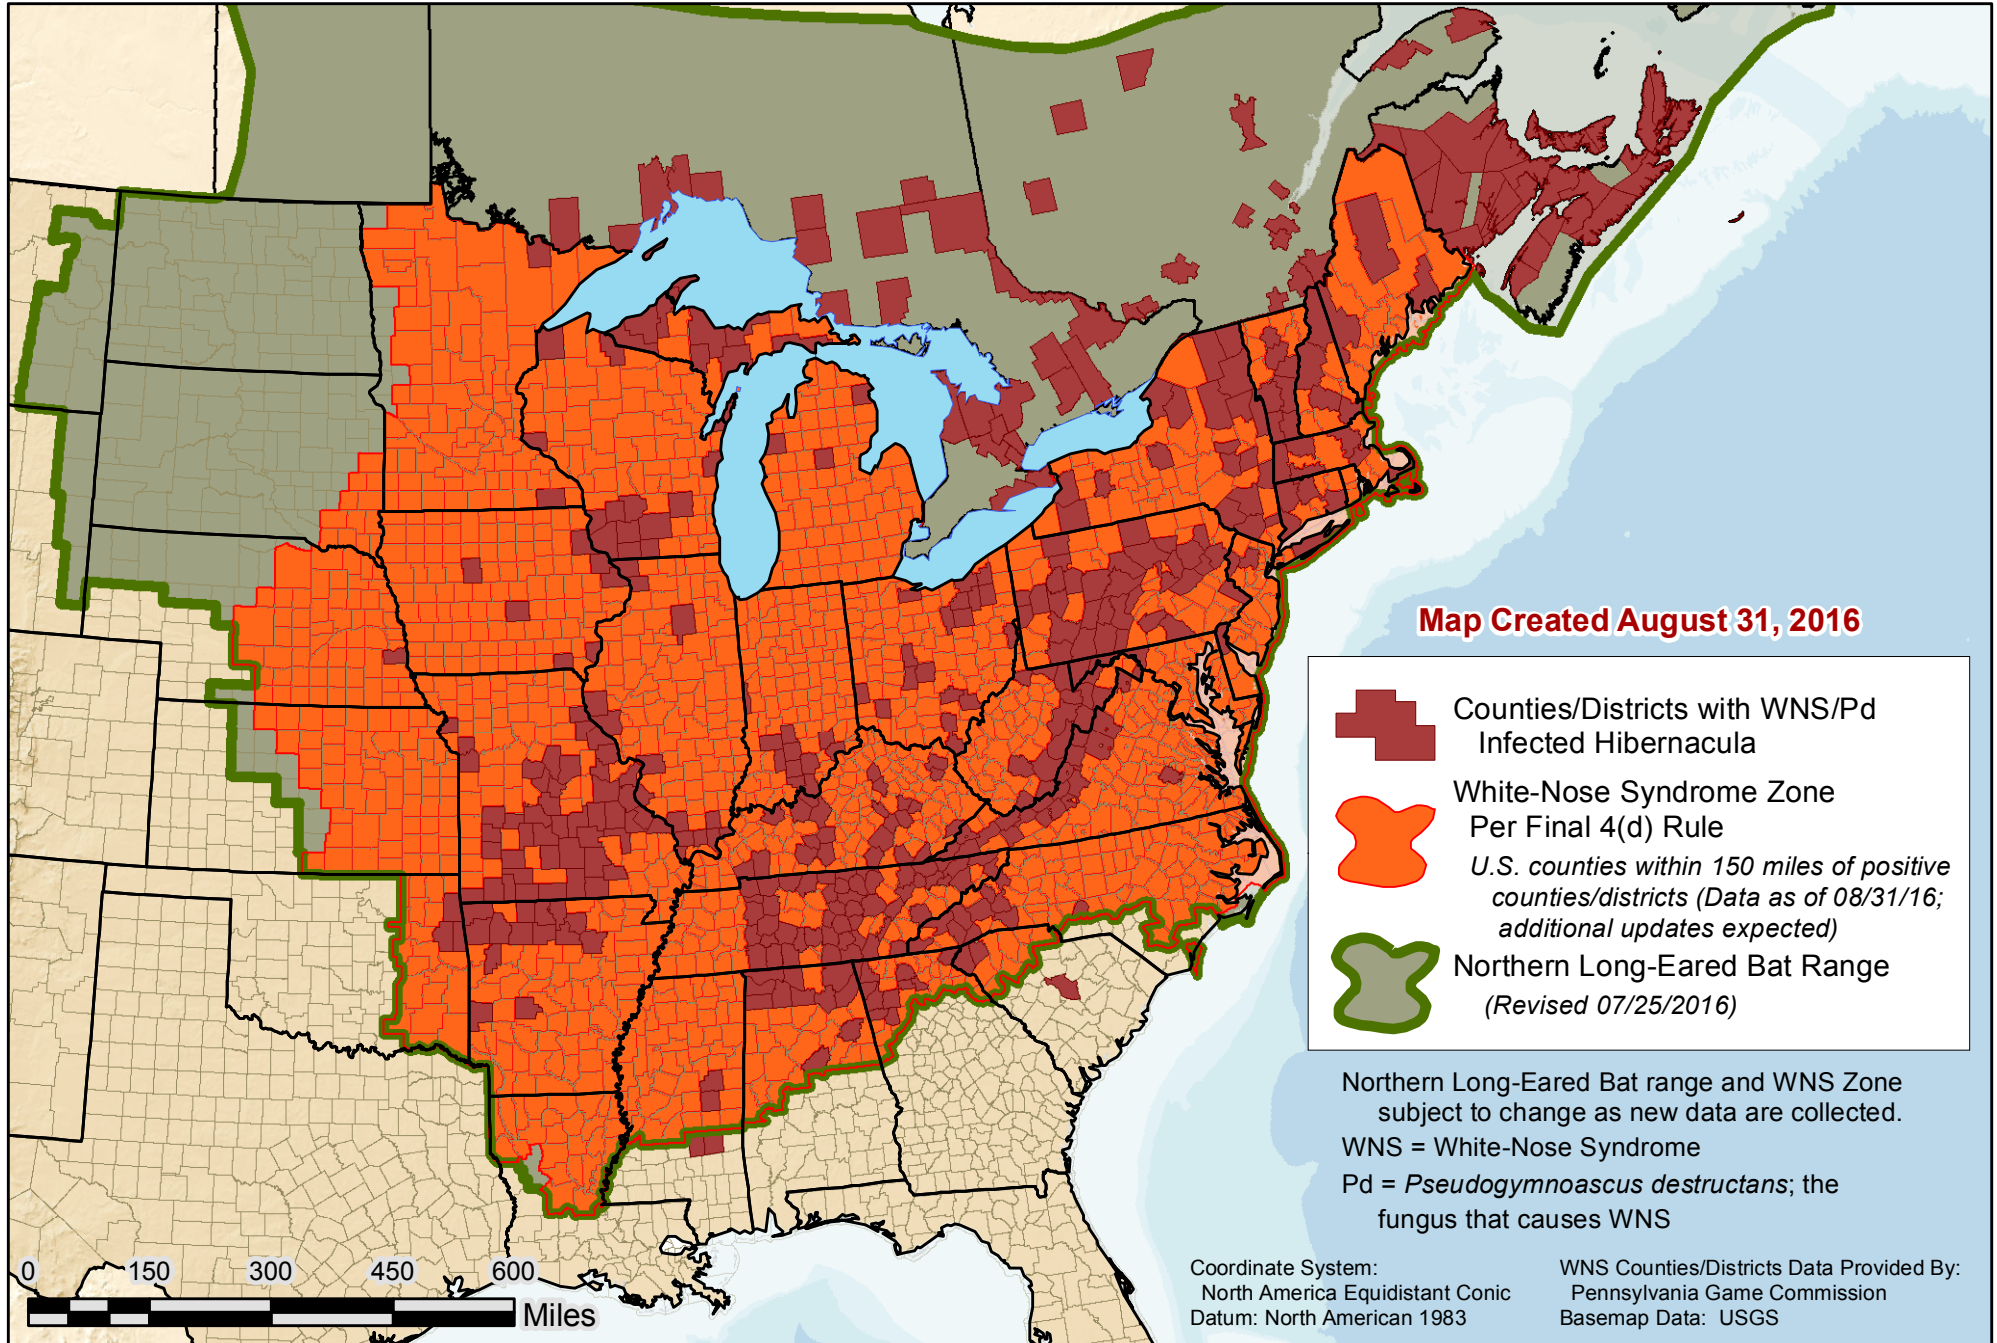 Map Created August 31, 2016
Counties/Districts with WNS/Pd
Infected Hibernacula
White-Nose Syndrome Zone
Per Final 4(d) Rule
U.S. counties within 150 miles of positive
counties/districts (Data as of 08/31/16;
additional updates expected)
Northern Long-Eared Bat Range
(Revised 07/25/2016)
Northern Long-Eared Bat range and WNS Zone
subject to change as new data are collected.
WNS = White-Nose Syndrome
Pd = Pseudogymnoascus destructans; the
fungus that causes WNS
Coordinate System:
North America Equidistant Conic
Datum: North American 1983
WNS Counties/Districts Data Provided By:
Pennsylvania Game Commission
Basemap Data: USGS
0 150 300 450 600
Miles